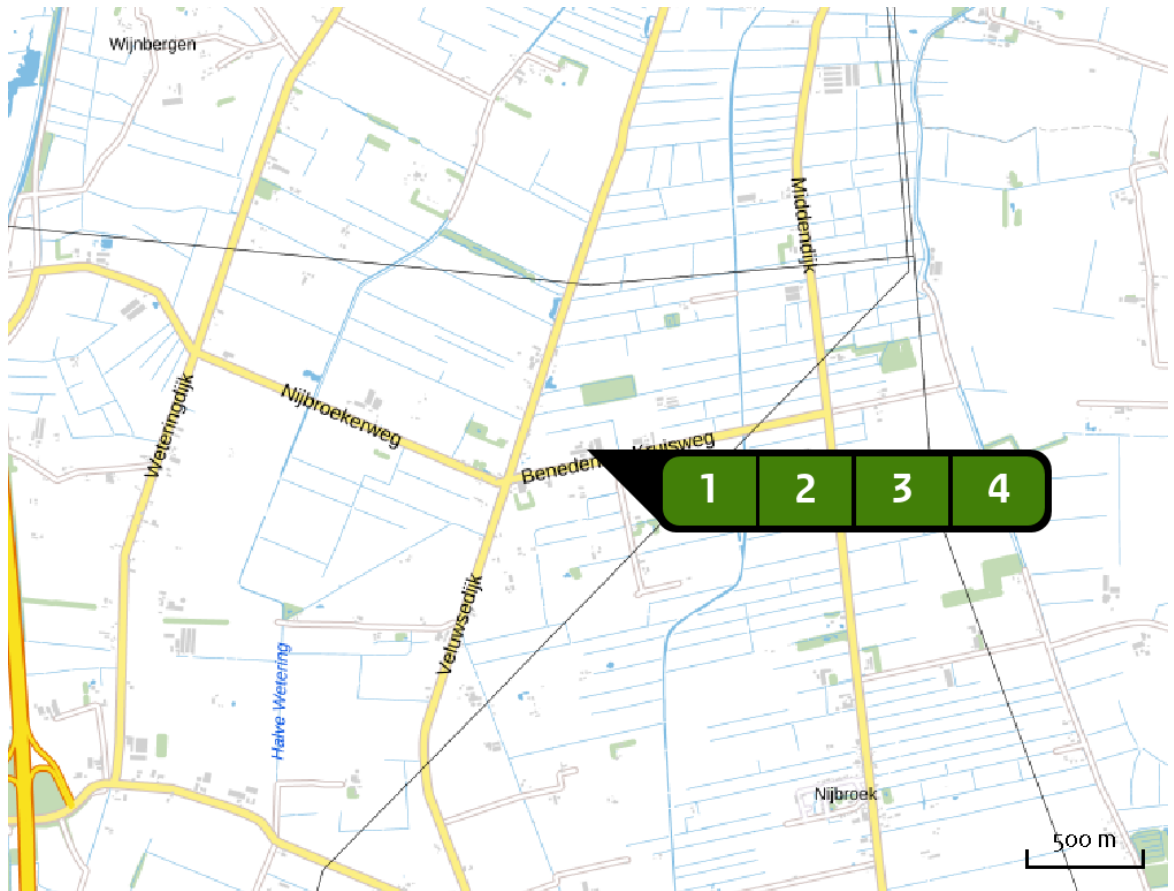 Wijnbergen
Middendijk
Nijbroekerweg
Weteringdijk
Beneden Kruisweg
1 2 3 4
Veluwsedijk
Halve Wetering
Nijbroek
500 m